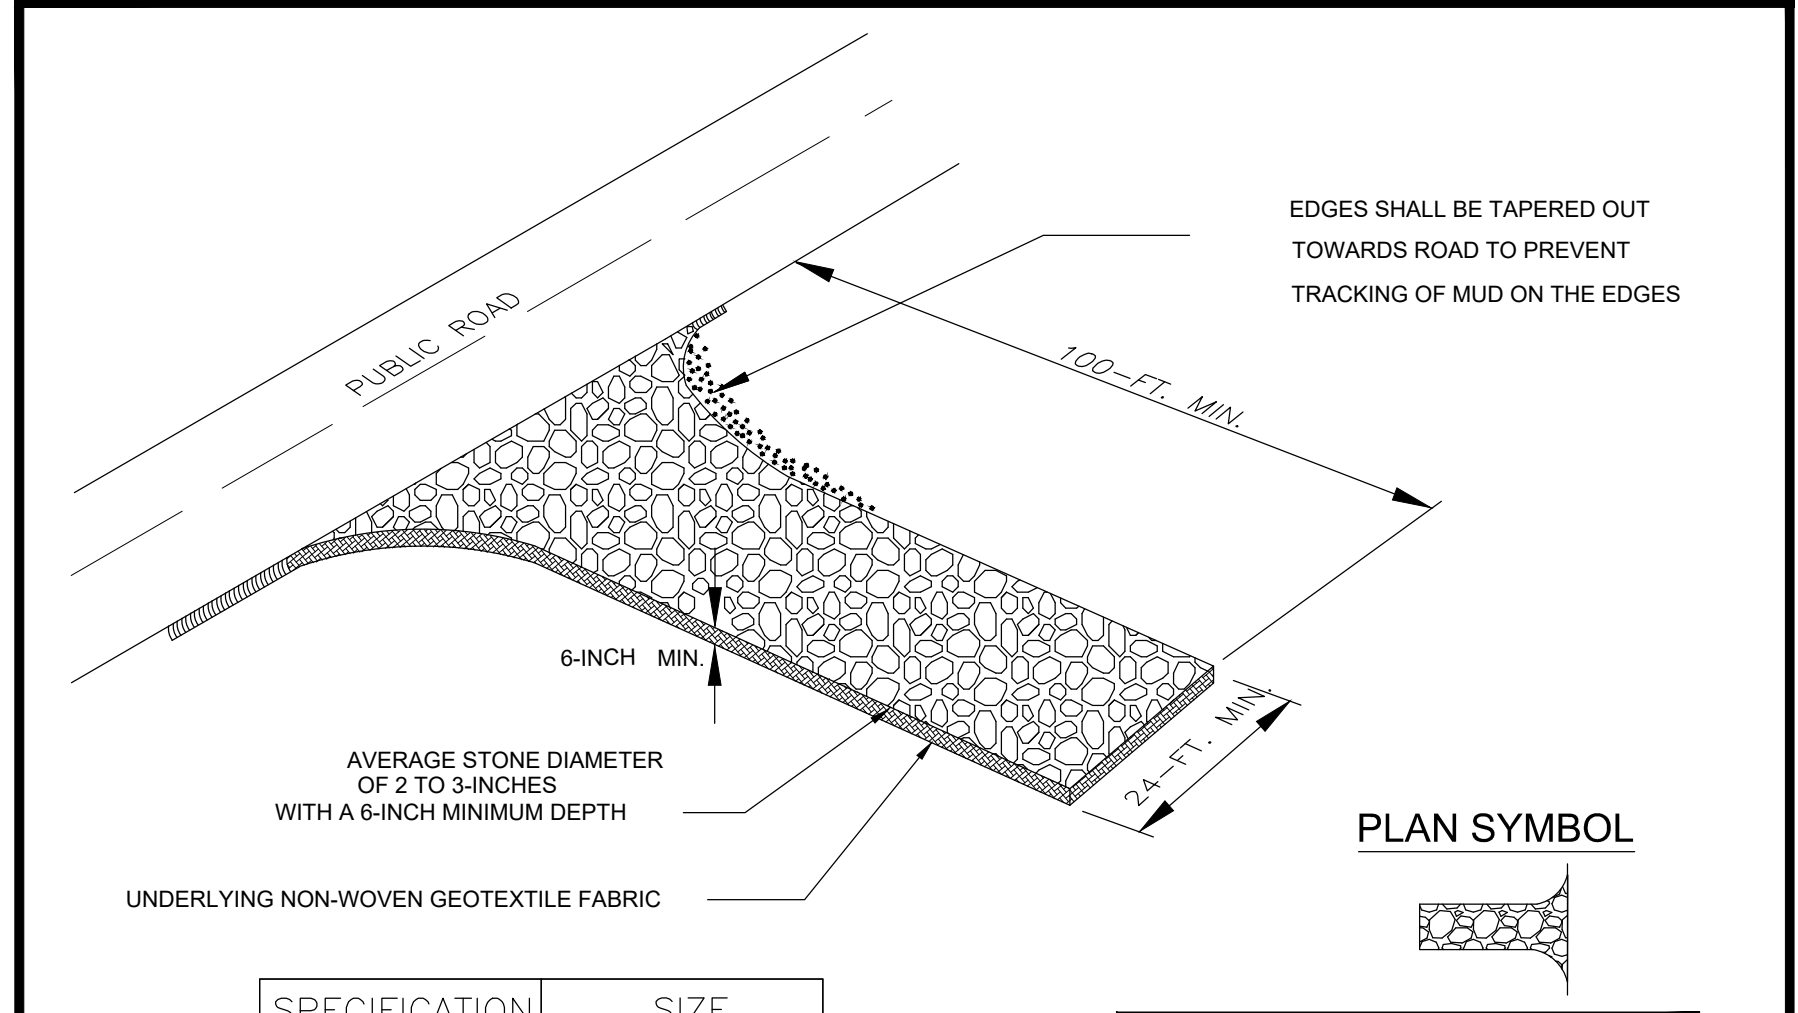 EDGES SHALL BE TAPERED OUT
TOWARDS ROAD TO PREVENT
TRACKING OF MUD ON THE EDGES
PUBLIC ROAD
100-FT. MIN.
6-INCH MIN.
24-FT. MIN.
AVERAGE STONE DIAMETER
OF 2 TO 3-INCHES
WITH A 6-INCH MINIMUM DEPTH
UNDERLYING NON-WOVEN GEOTEXTILE FABRIC
PLAN SYMBOL
SPECIFICATION SIZE